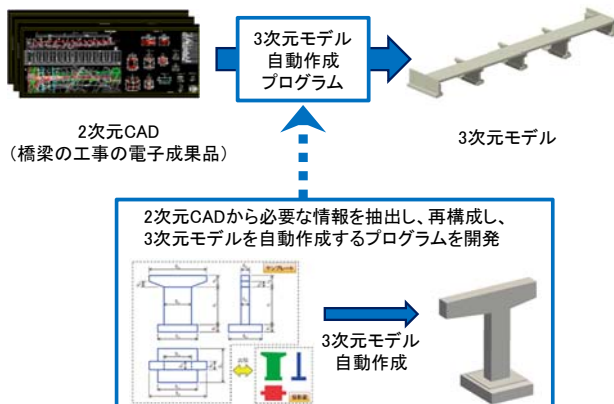 3次元モデル
自動作成
プログラム
2次元CAD
(橋梁の工事の電子成果品)
3次元モデル
2次元CADから必要な情報を抽出し、再構成し、
3次元モデルを自動作成するプログラムを開発
テンプレート
3次元モデル
自動作成